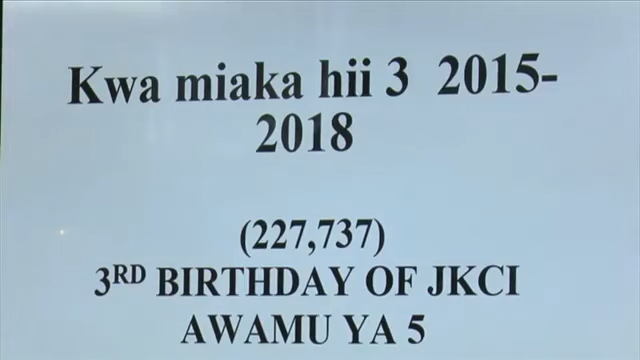 Kwa miaka hii 3 2015-
2018
(227,737)
3RD BIRTHDAY OF JKCI
AWAMU YA 5